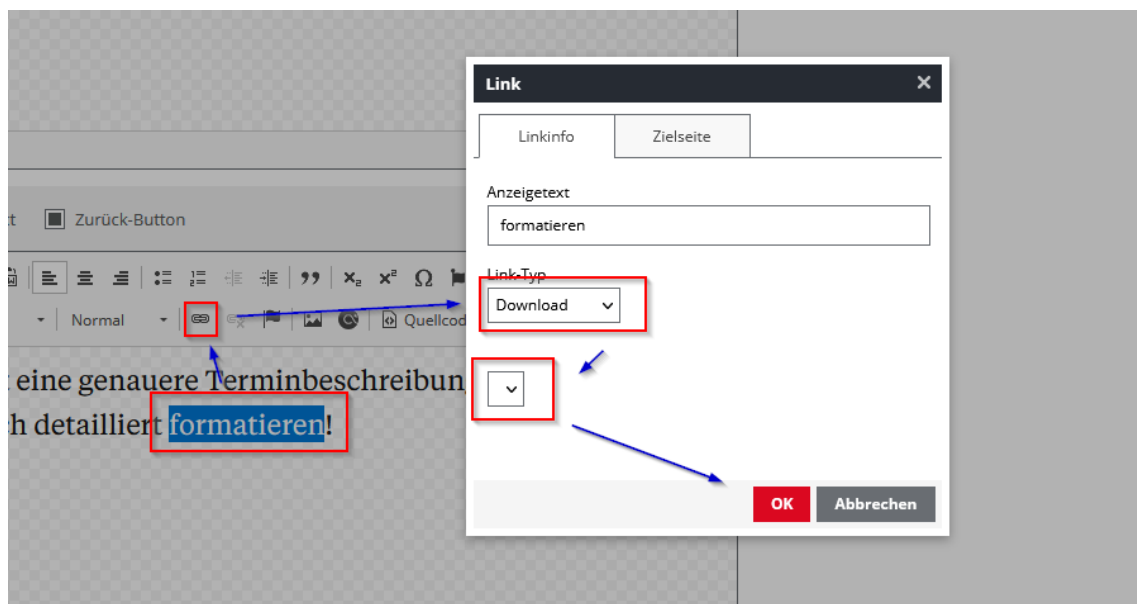 Link
Linkinfo
Zielseite
Anzeigetext
formatieren
Zurück-Button
Link-Typ
Download
Normal
Quellcod
eine genauere Terminbeschreibun
h detailliert formatieren!
OK
Abbrechen